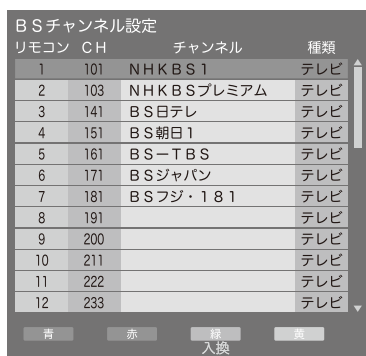 BSチャンネル設定
リモコン CH チャンネル 種類
1 101 NHKBS1 テレビ
2 103 NHKBSプレミアム テレビ
3 141 BS日テレ テレビ
4 151 BS朝日1 テレビ
5 161 BSーTBS テレビ
6 171 BSジャパン テレビ
7 181 BSフジ・181 テレビ
8 191 テレビ
9 200 テレビ
10 211 テレビ
11 222 テレビ
12 233 テレビ
青 赤 緑 黄
入換